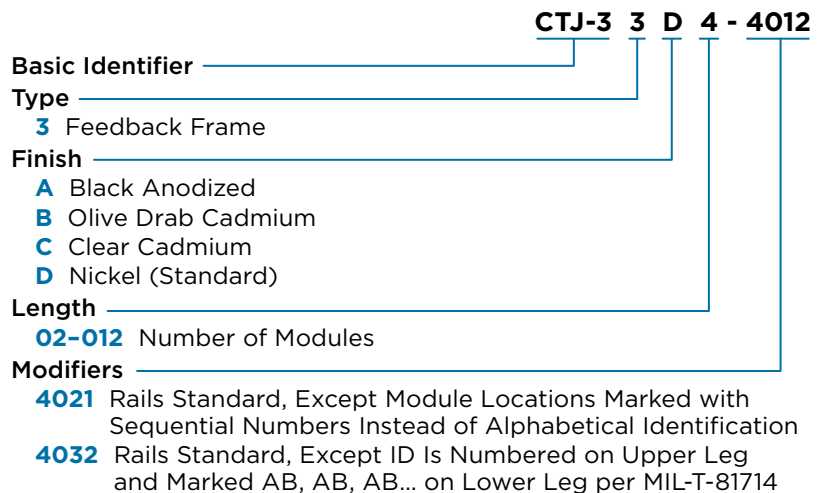 CTJ-3 3 D 4 - 4012
Basic Identifier
Type
3 Feedback Frame
Finish
A Black Anodized
B Olive Drab Cadmium
C Clear Cadmium
D Nickel (Standard)
Length
02–012 Number of Modules
Modifiers
4021 Rails Standard, Except Module Locations Marked with
Sequential Numbers Instead of Alphabetical Identification
4032 Rails Standard, Except ID Is Numbered on Upper Leg
and Marked AB, AB, AB... on Lower Leg per MIL-T-81714